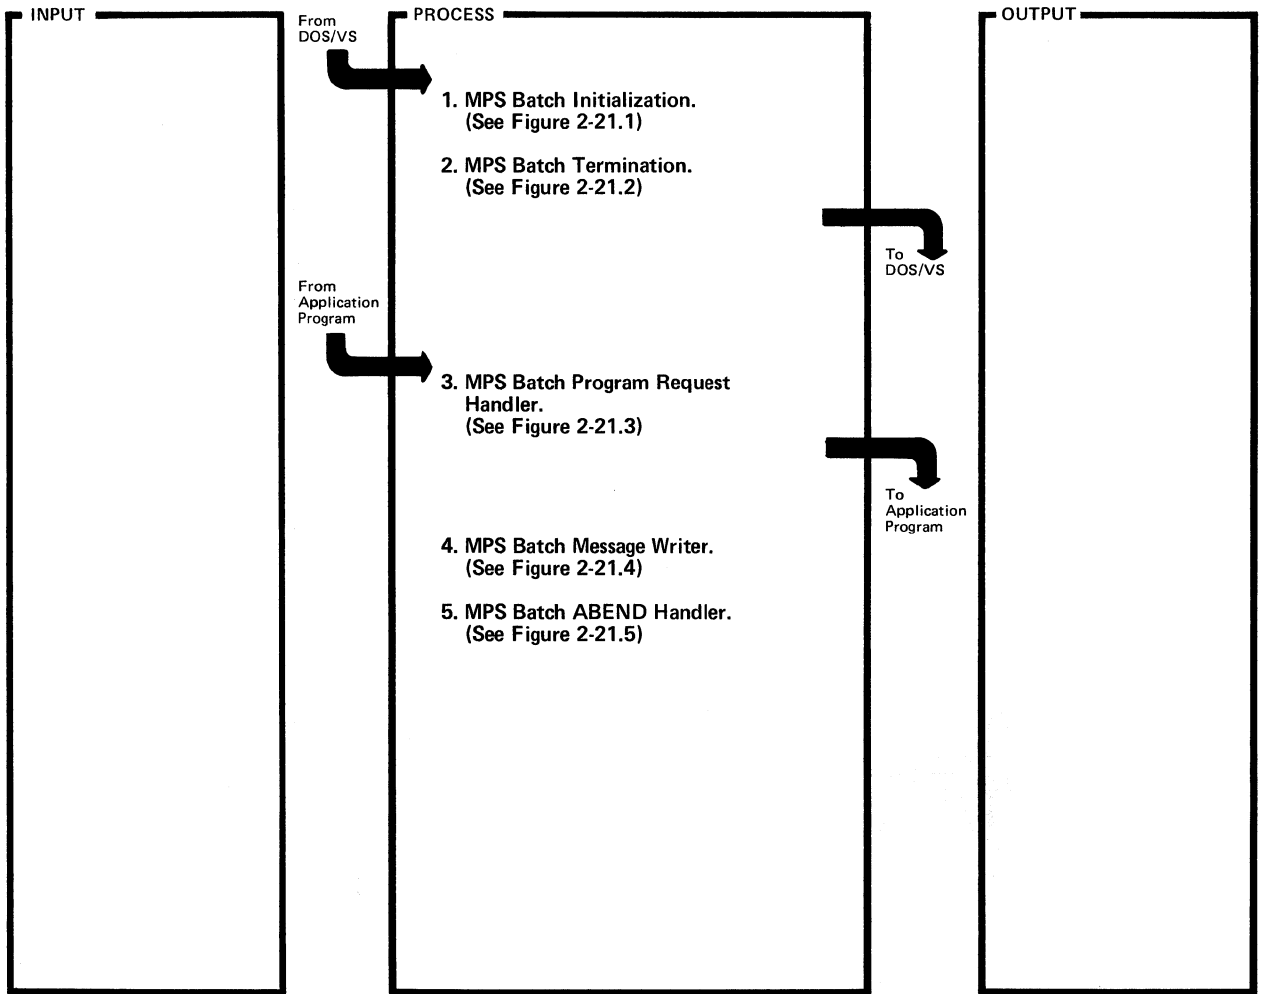 INPUT
From
DOS/VS
PROCESS
OUTPUT
1. MPS Batch Initialization.
(See Figure 2-21.1)
2. MPS Batch Termination.
(See Figure 2-21.2)
To
DOS/VS
From
Application
Program
3. MPS Batch Program Request
Handler.
(See Figure 2-21.3)
To
Application
Program
4. MPS Batch Message Writer.
(See Figure 2-21.4)
5. MPS Batch ABEND Handler.
(See Figure 2-21.5)